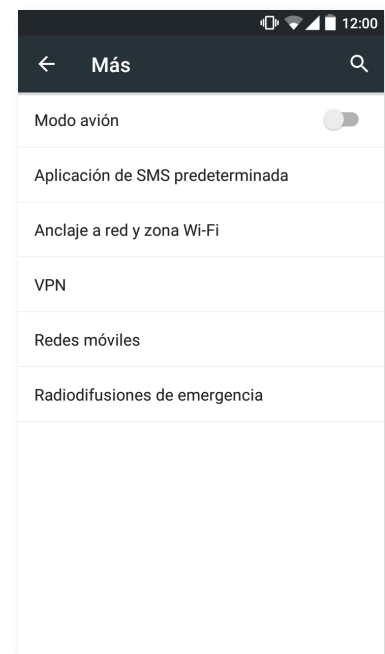 12:00
Más
Modo avión
Aplicación de SMS predeterminada
Anclaje a red y zona Wi-Fi
VPN
Redes móviles
Radiodifusiones de emergencia